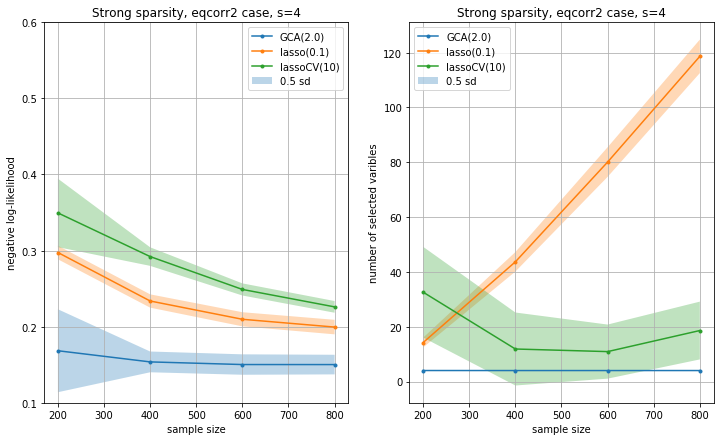 Strong sparsity, eqcorr2 case, s=4
GCA(2.0)
lasso(0.1)
lassoCV(10)
0.5 sd
negative log-likelihood
0.6
0.5
0.4
0.3
0.2
0.1
200 300 400 500 600 700 800
sample size
Strong sparsity, eqcorr2 case, s=4
GCA(2.0)
lasso(0.1)
lassoCV(10)
0.5 sd
number of selected varibles
120
100
80
60
40
20
0
200 300 400 500 600 700 800
sample size